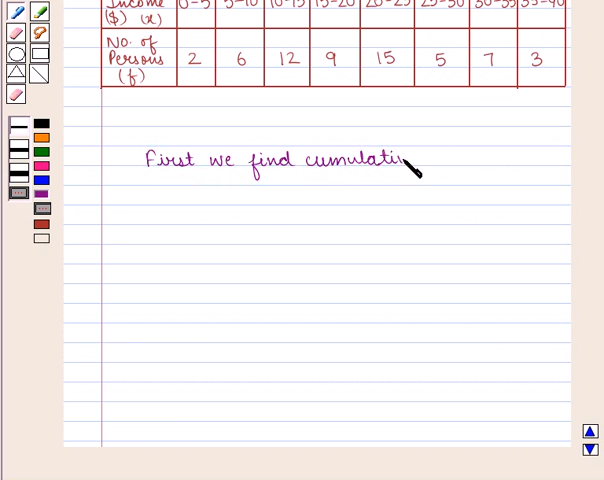 Income 0-5 5-10 10-15 15-20 20-25 25-30 30-35 35-40
($) (x)
No. of
Persons 2 6 12 9 15 5 7 3
(f)
First we find cumulati